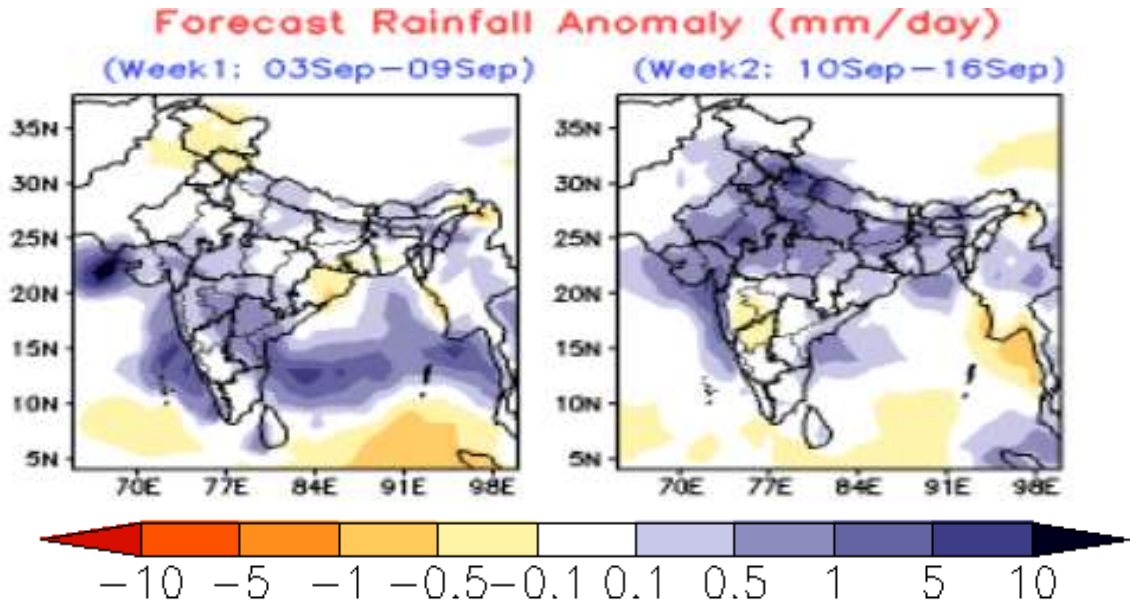 Forecast Rainfall Anomaly (mm/day)
(Week1: 03Sep-09Sep) (Week2: 10Sep-16Sep)
35N 35N
30N 30N
25N 25N
20N 20N
15N 15N
10N 10N
5N 5N
70E 77E 84E 91E 98E 70E 77E 84E 91E 98E
-10 -5 -1 -0.5 -0.1 0.1 0.5 1 5 10